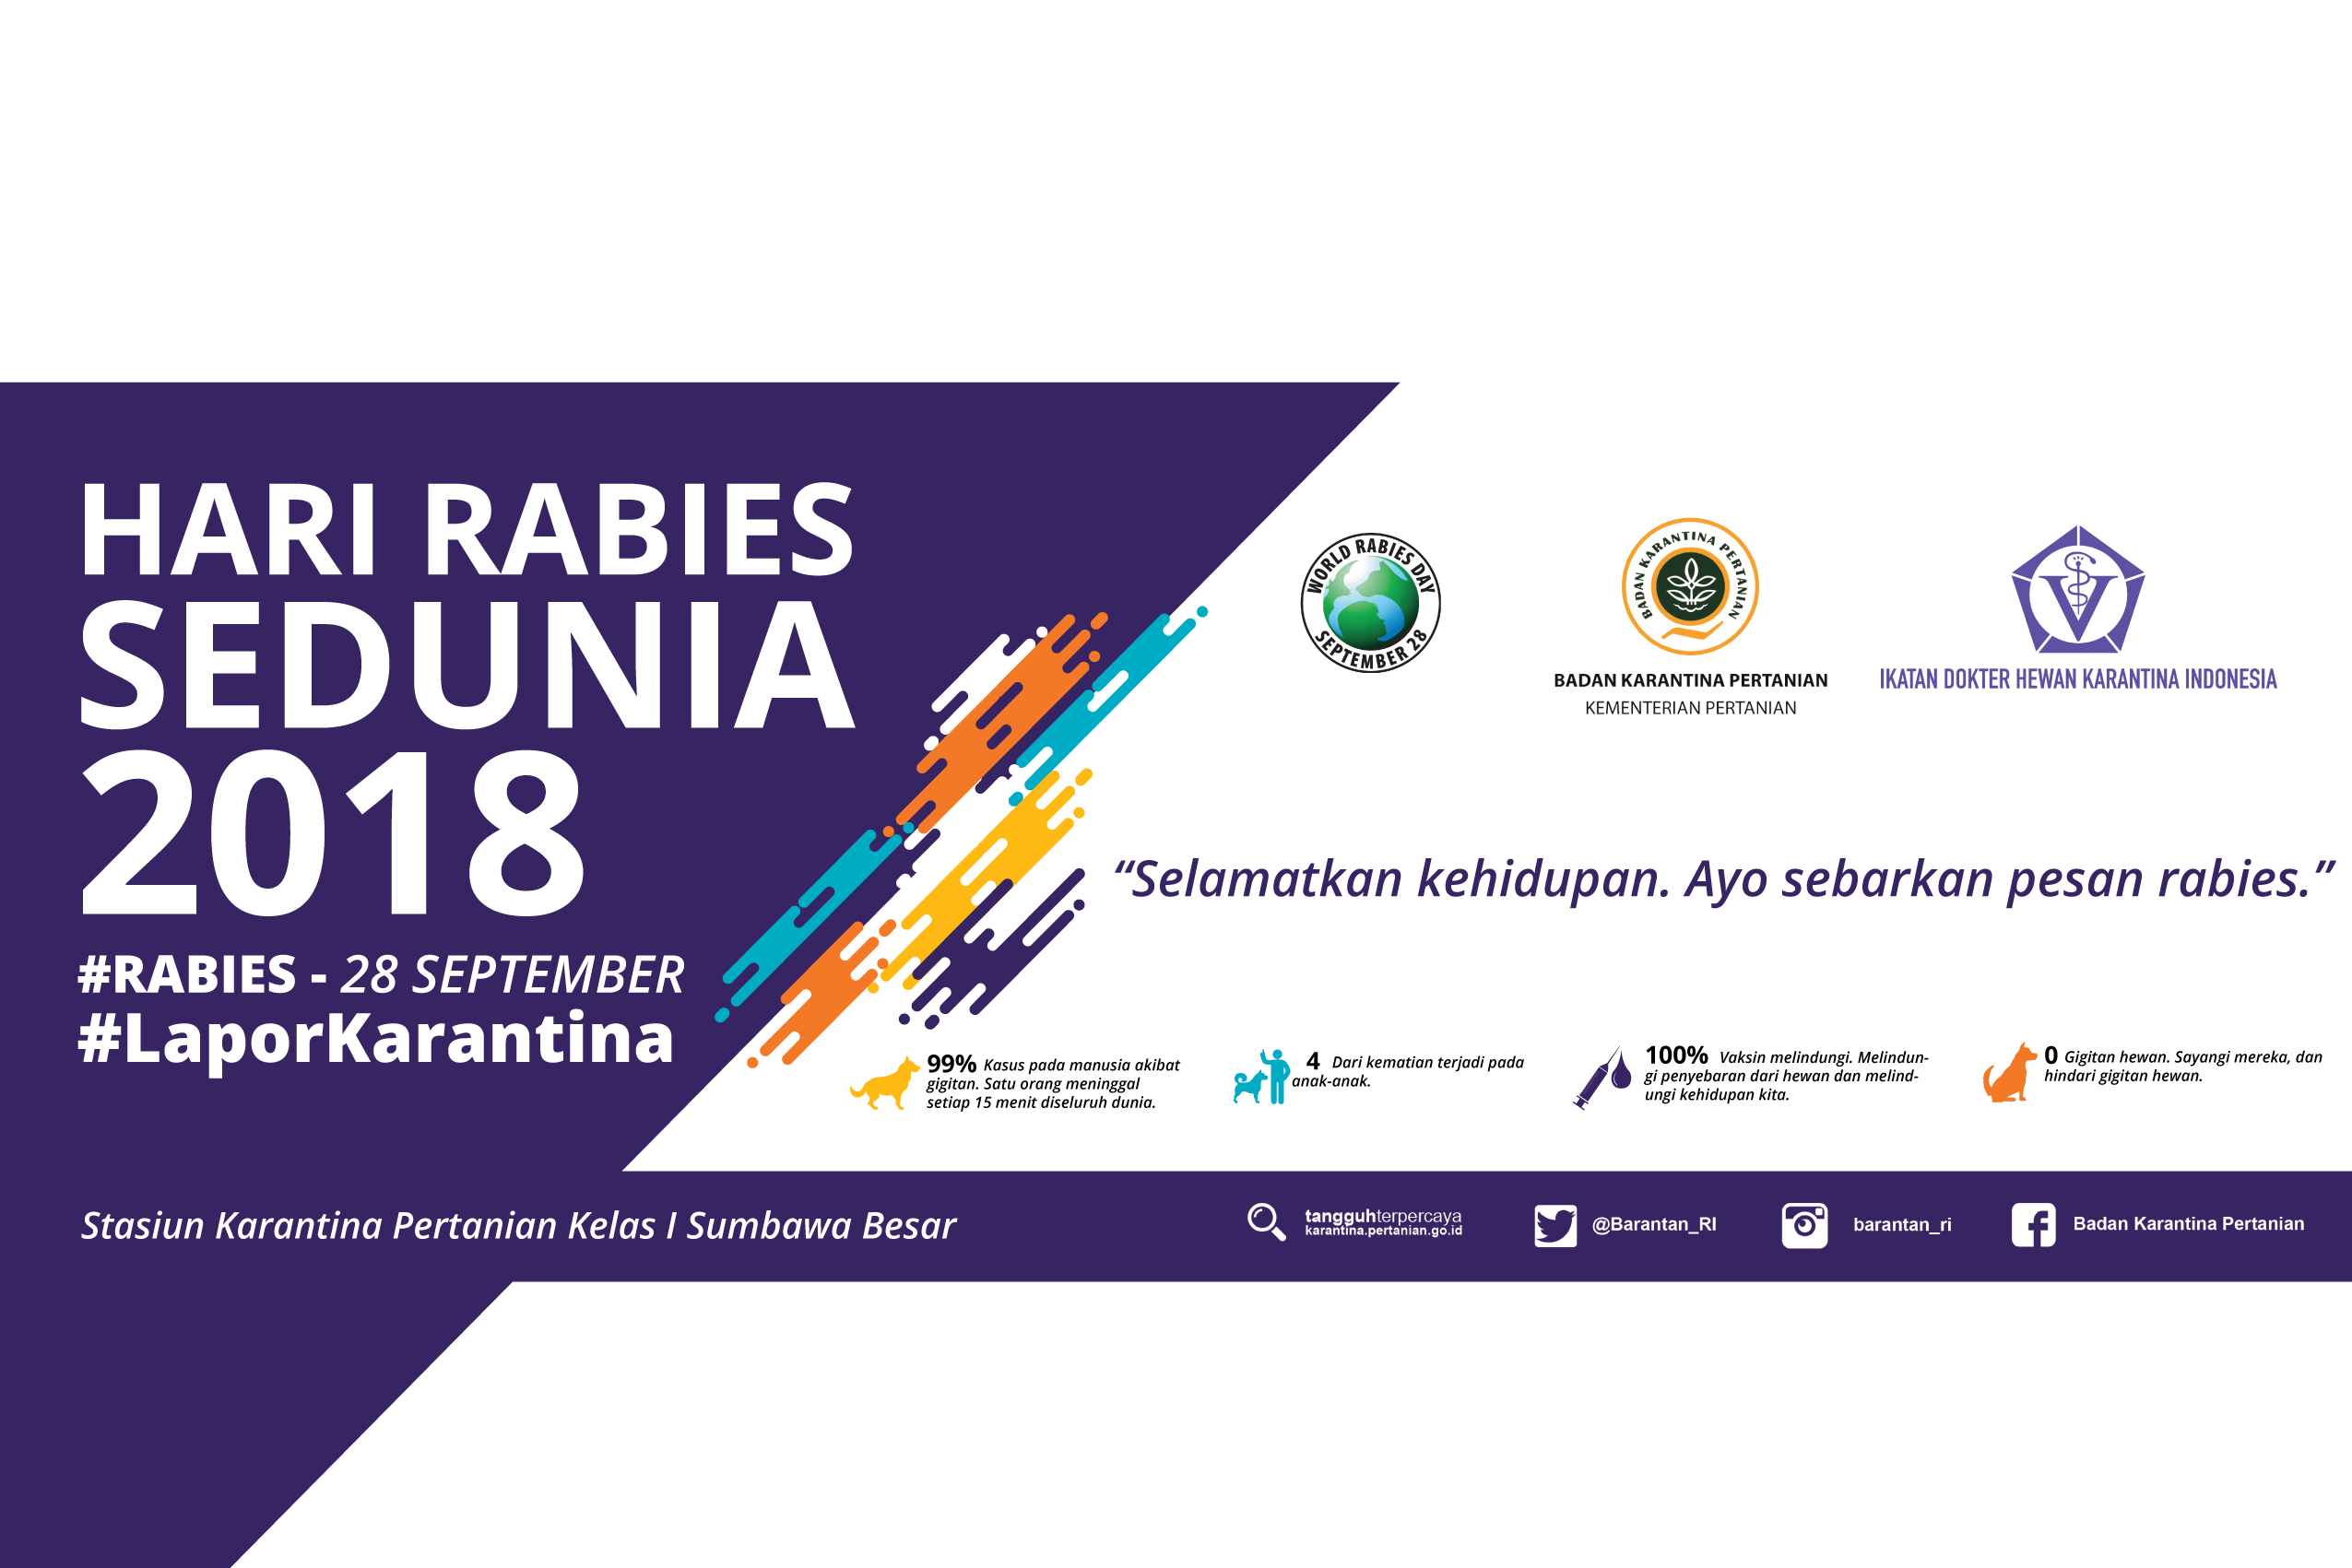 HARI RABIES
SEDUNIA
2018
#RABIES - 28 SEPTEMBER
#LaporKarantina
WORLD RABIES DAY
SEPTEMBER 28
BADAN KARANTINA PERTANIAN
BADAN KARANTINA PERTANIAN
KEMENTERIAN PERTANIAN
V
IKATAN DOKTER HEWAN KARANTINA INDONESIA
“Selamatkan kehidupan. Ayo sebarkan pesan rabies.”
99% Kasus pada manusia akibat
gigitan. Satu orang meninggal
setiap 15 menit diseluruh dunia.
4 Dari kematian terjadi pada
anak-anak.
100% Vaksin melindungi. Melindun-
gi penyebaran dari hewan dan melind-
ungi kehidupan kita.
0 Gigitan hewan. Sayangi mereka, dan
hindari gigitan hewan.
Stasiun Karantina Pertanian Kelas I Sumbawa Besar
tangguhterpercaya
karantina.pertanian.go.id
@Barantan_RI
barantan_ri
Badan Karantina Pertanian